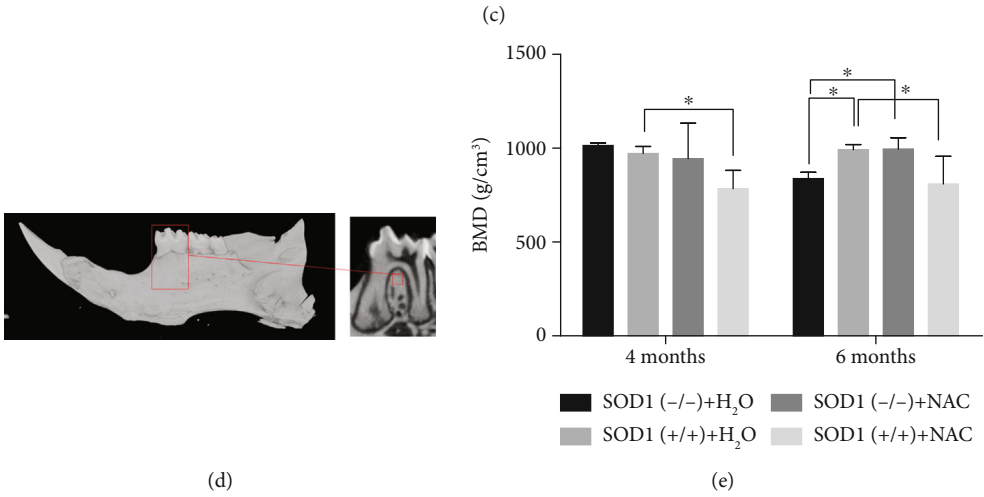 (c)
1500
1000
500
0
BMD (g/cm³)
*
*
*
*
4 months
6 months
SOD1 (–/–)+H₂O
SOD1 (–/–)+NAC
SOD1 (+/+)+H₂O
SOD1 (+/+)+NAC
(d)
(e)